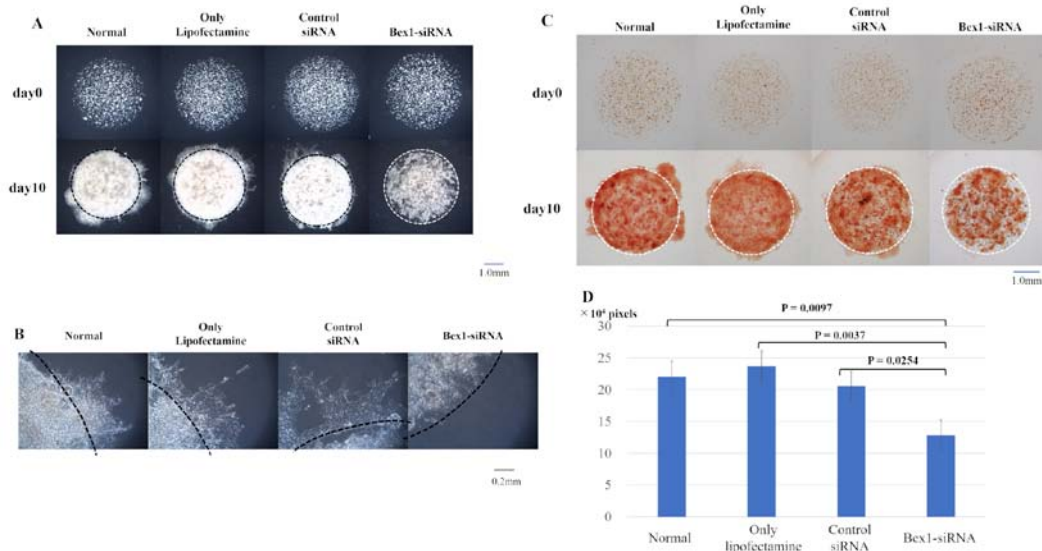 A
Normal
Only
Lipofectamine
Control
siRNA
Bex1-siRNA
day0
day10
1.0mm
B
Normal
Only
Lipofectamine
Control
siRNA
Bex1-siRNA
0.2mm
C
Normal
Only
Lipofectamine
Control
siRNA
Bex1-siRNA
day0
day10
1.0mm
D
×10⁴ pixels
P = 0.0097
P = 0.0037
P = 0.0254
30
25
20
15
10
5
0
Normal
Only
lipofectamine
Control
siRNA
Bex1-siRNA